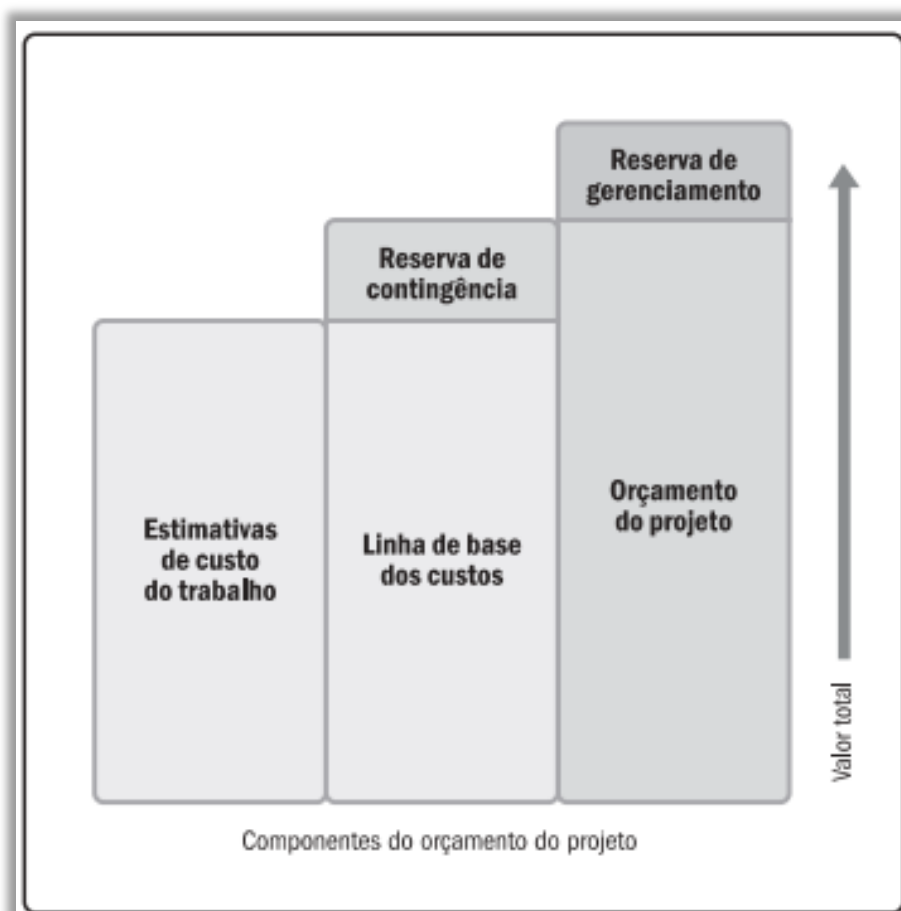 Reserva de
gerenciamento
Reserva de
contingência
Estimativas
de custo
do trabalho
Linha de base
dos custos
Orçamento
do projeto
Valor total
Componentes do orçamento do projeto